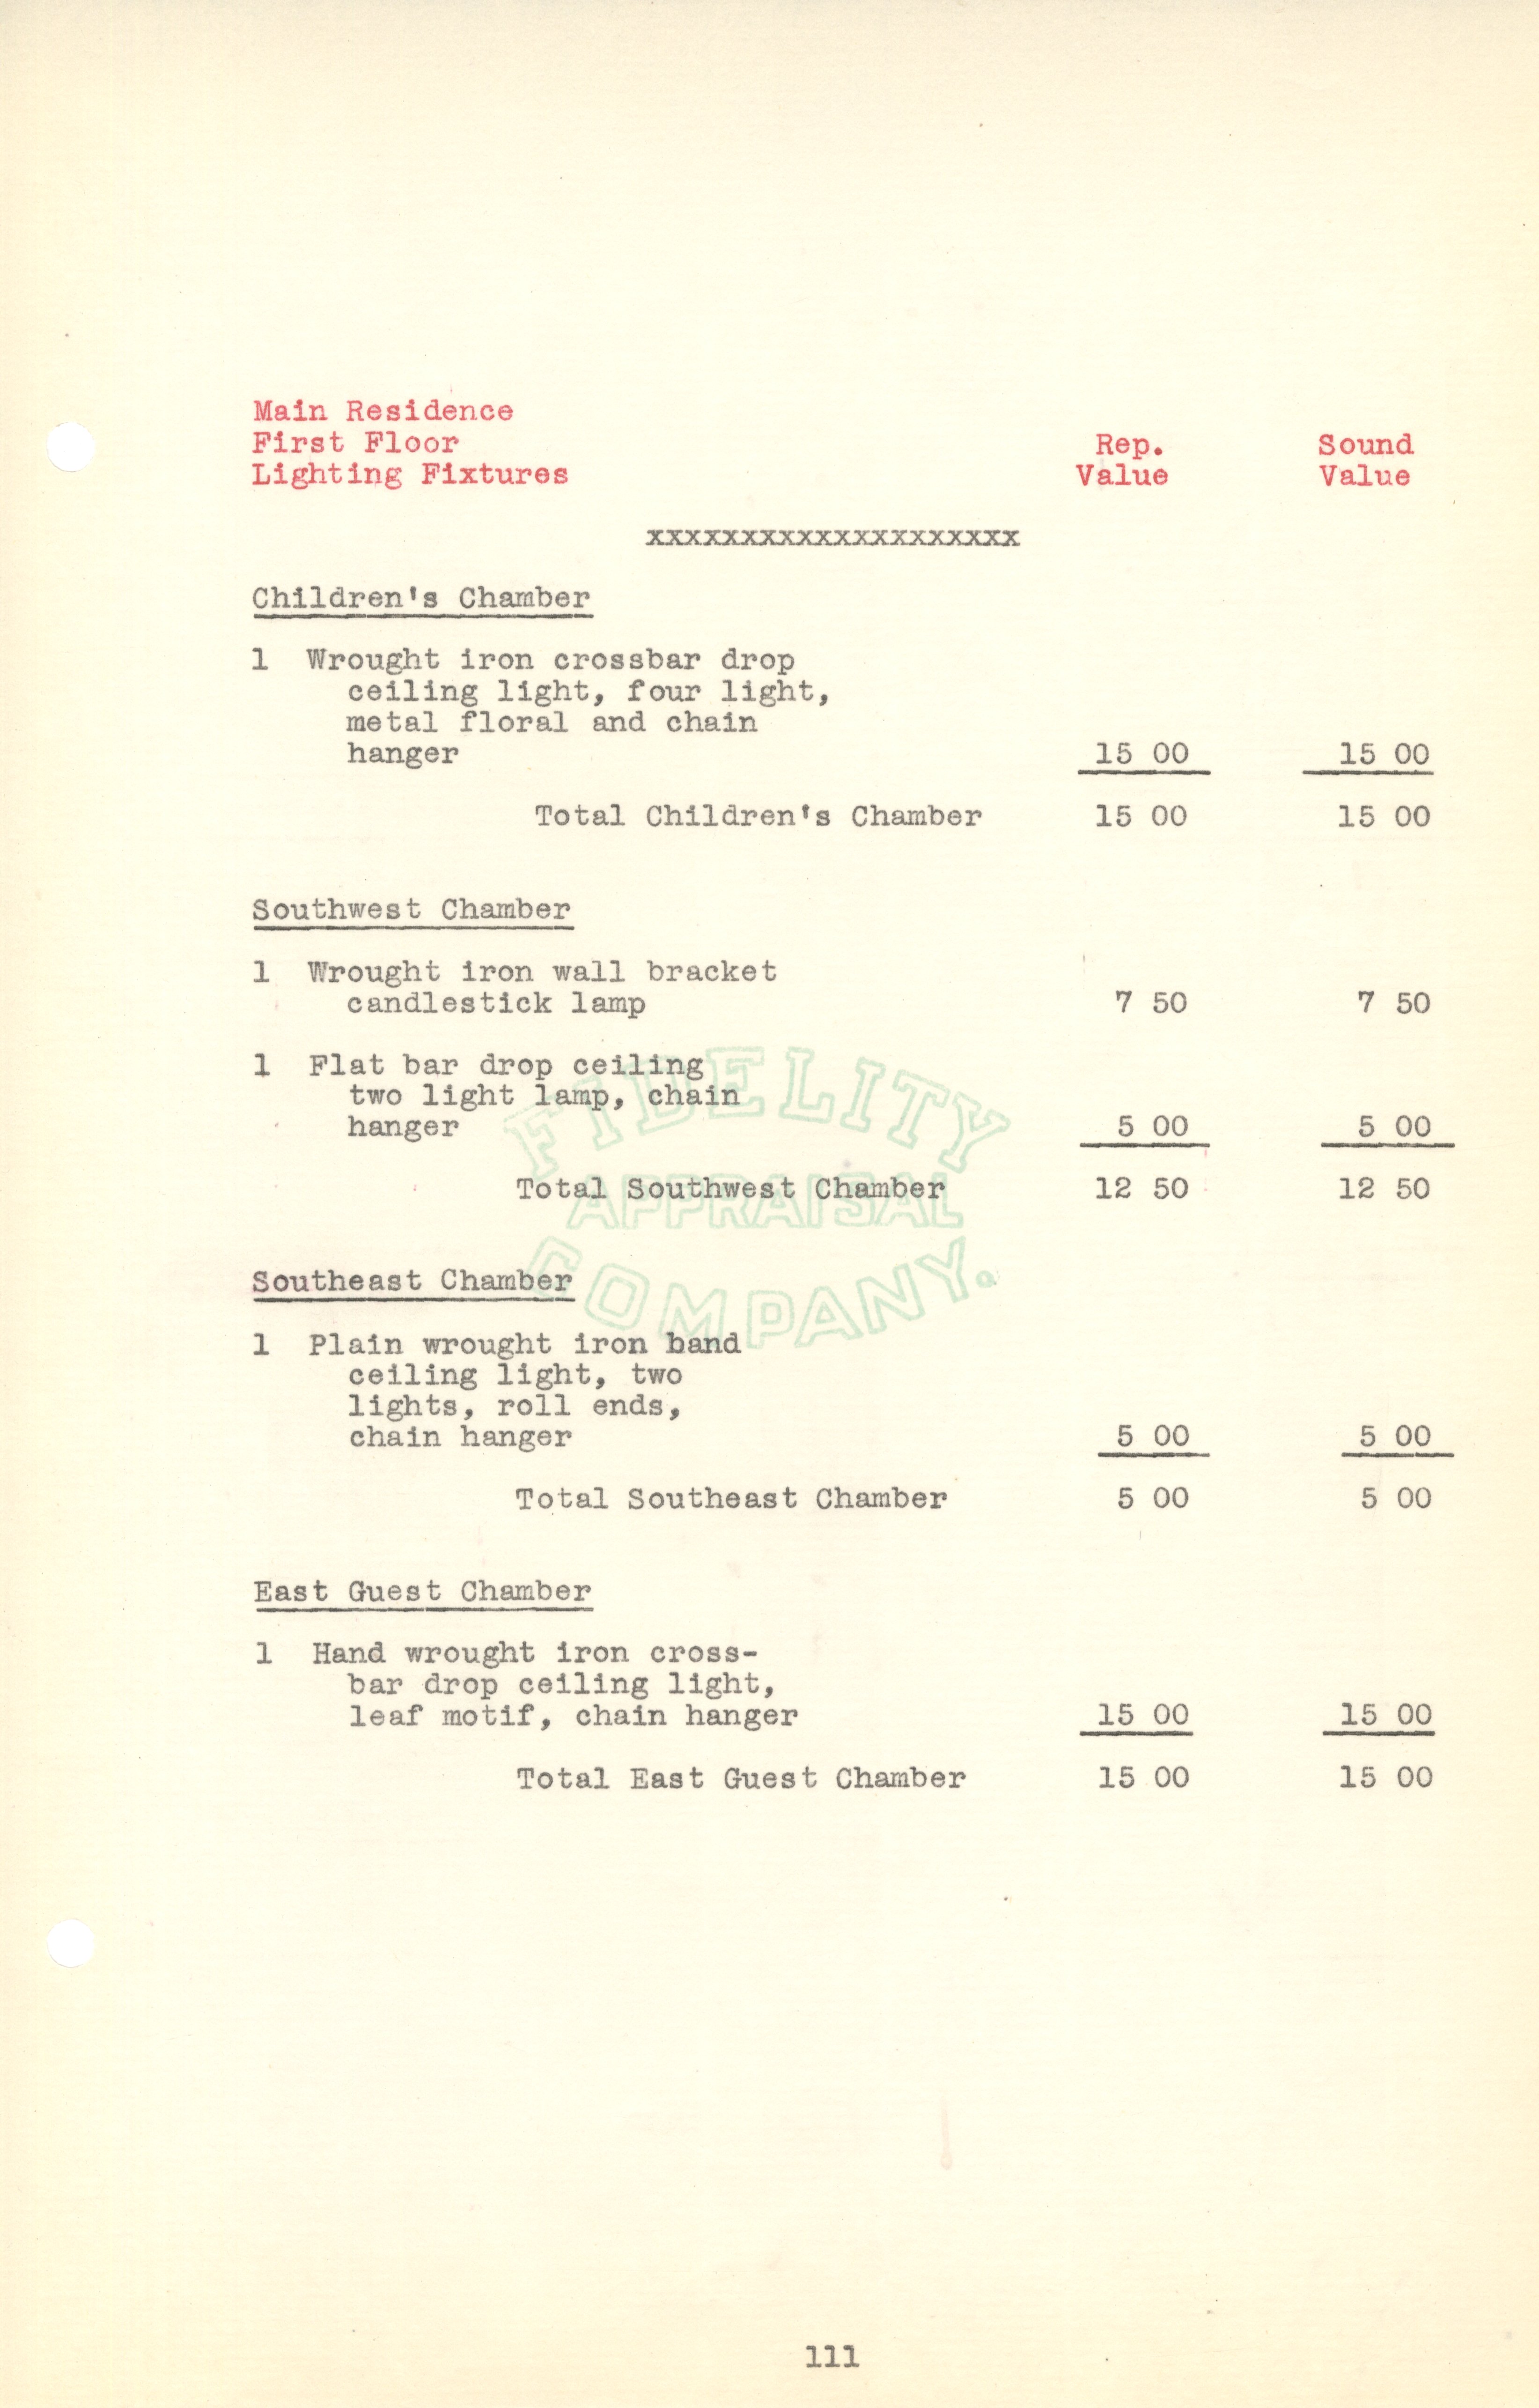 Main Residence
First Floor Rep. Sound
Lighting Fixtures Value Value
xxxxxxxxxxxxxxxxxxxx
Children's Chamber
1 Wrought iron crossbar drop
ceiling light, four light,
metal floral and chain
hanger 15 00 15 00
Total Children's Chamber 15 00 15 00
Southwest Chamber
1 Wrought iron wall bracket
candlestick lamp 7 50 7 50
1 Flat bar drop ceiling
two light lamp, chain
hanger 5 00 5 00
Total Southwest Chamber 12 50 12 50
FIDELITY
APPRAISAL
COMPANY.
Southeast Chamber
1 Plain wrought iron band
ceiling light, two
lights, roll ends,
chain hanger 5 00 5 00
Total Southeast Chamber 5 00 5 00
East Guest Chamber
1 Hand wrought iron cross-
bar drop ceiling light,
leaf motif, chain hanger 15 00 15 00
Total East Guest Chamber 15 00 15 00
111